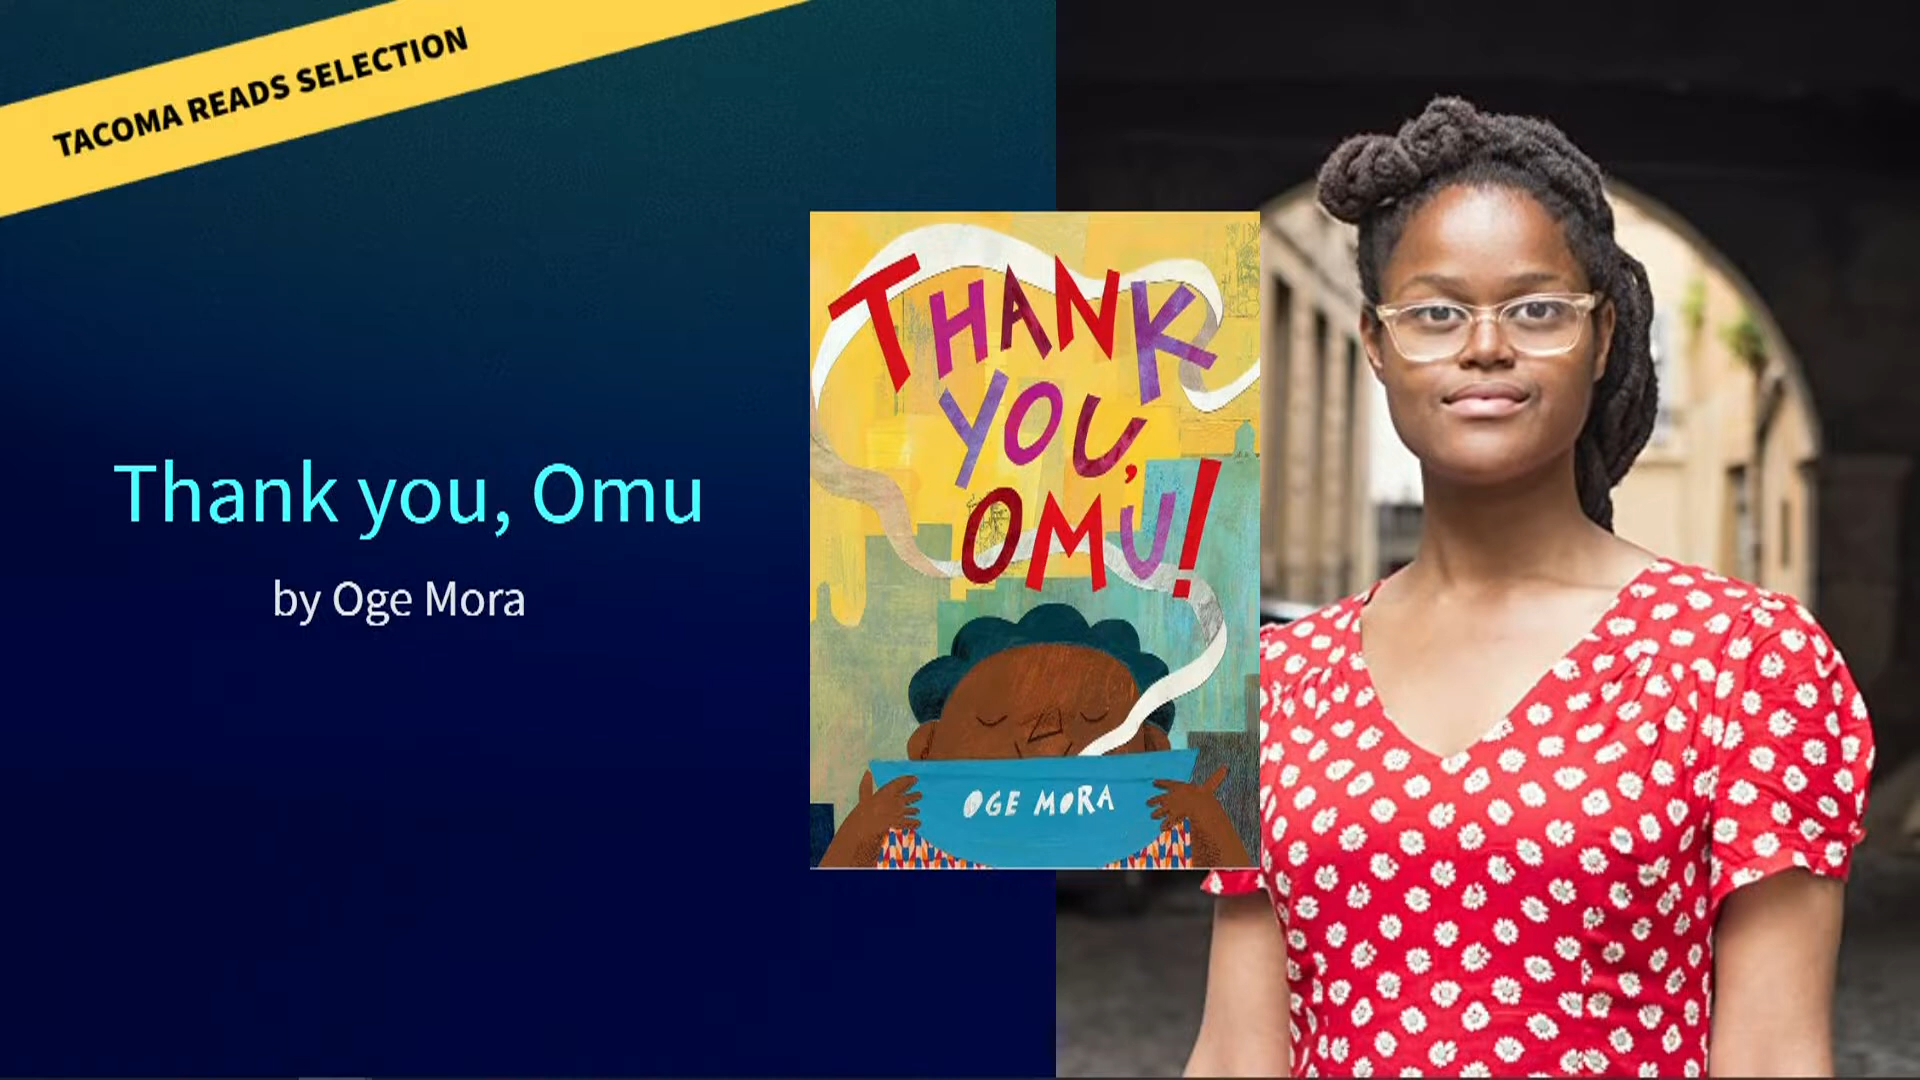 TACOMA READS SELECTION
Thank you, Omu
by Oge Mora
THANK
YOU,
OMU!
OGE MORA